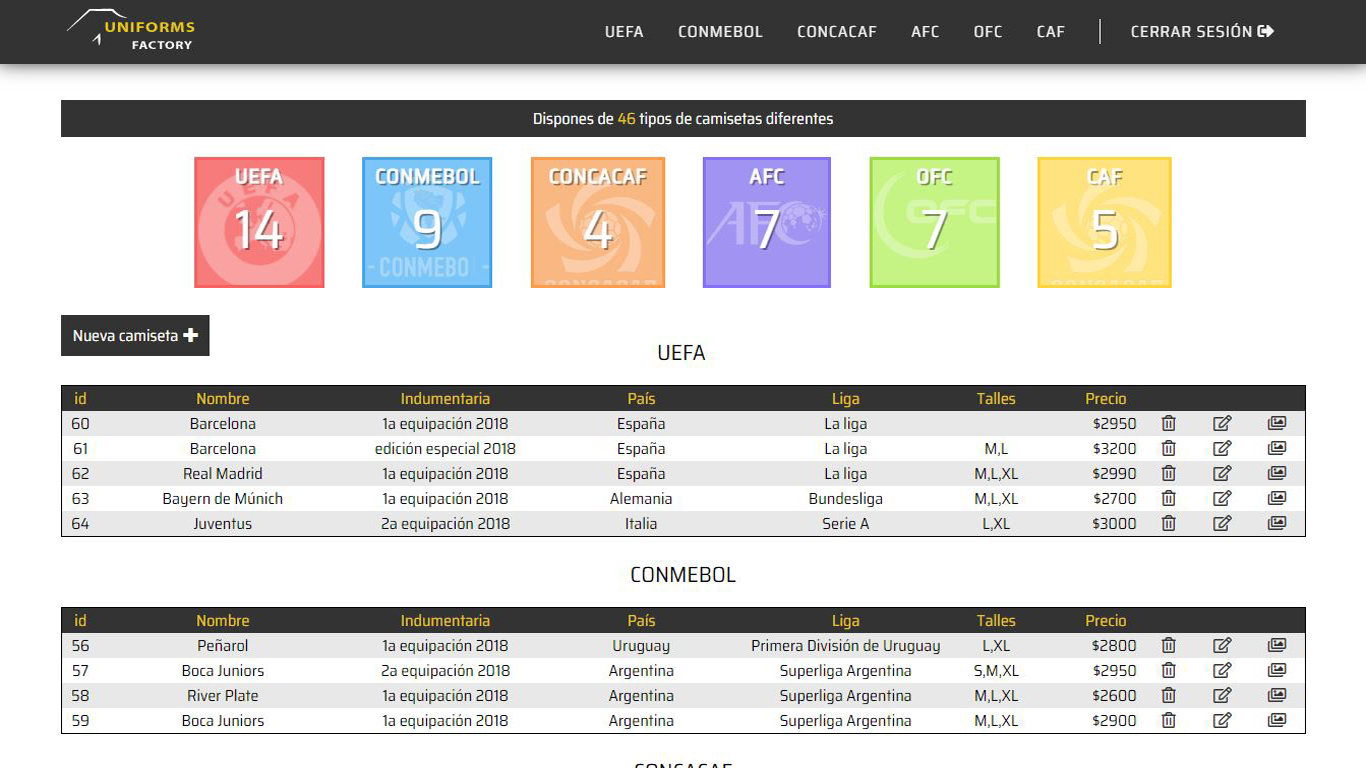 UNIFORMS
FACTORY
UEFA CONMEBOL CONCACAF AFC OFC CAF CERRAR SESIÓN
Dispones de 46 tipos de camisetas diferentes
UEFA CONMEBOL CONCACAF AFC OFC CAF
14 9 4 7 7 5
Nueva camiseta
UEFA
id Nombre Indumentaria País Liga Talles Precio
60 Barcelona 1a equipación 2018 España La liga $2950
61 Barcelona edición especial 2018 España La liga M,L $3200
62 Real Madrid 1a equipación 2018 España La liga M,L,XL $2990
63 Bayern de Múnich 1a equipación 2018 Alemania Bundesliga M,L,XL $2700
64 Juventus 2a equipación 2018 Italia Serie A L,XL $3000
CONMEBOL
id Nombre Indumentaria País Liga Talles Precio
56 Peñarol 1a equipación 2018 Uruguay Primera División de Uruguay L,XL $2800
57 Boca Juniors 2a equipación 2018 Argentina Superliga Argentina S,M,XL $2950
58 River Plate 1a equipación 2018 Argentina Superliga Argentina M,L,XL $2600
59 Boca Juniors 1a equipación 2018 Argentina Superliga Argentina M,L,XL $2900
CONCACAF